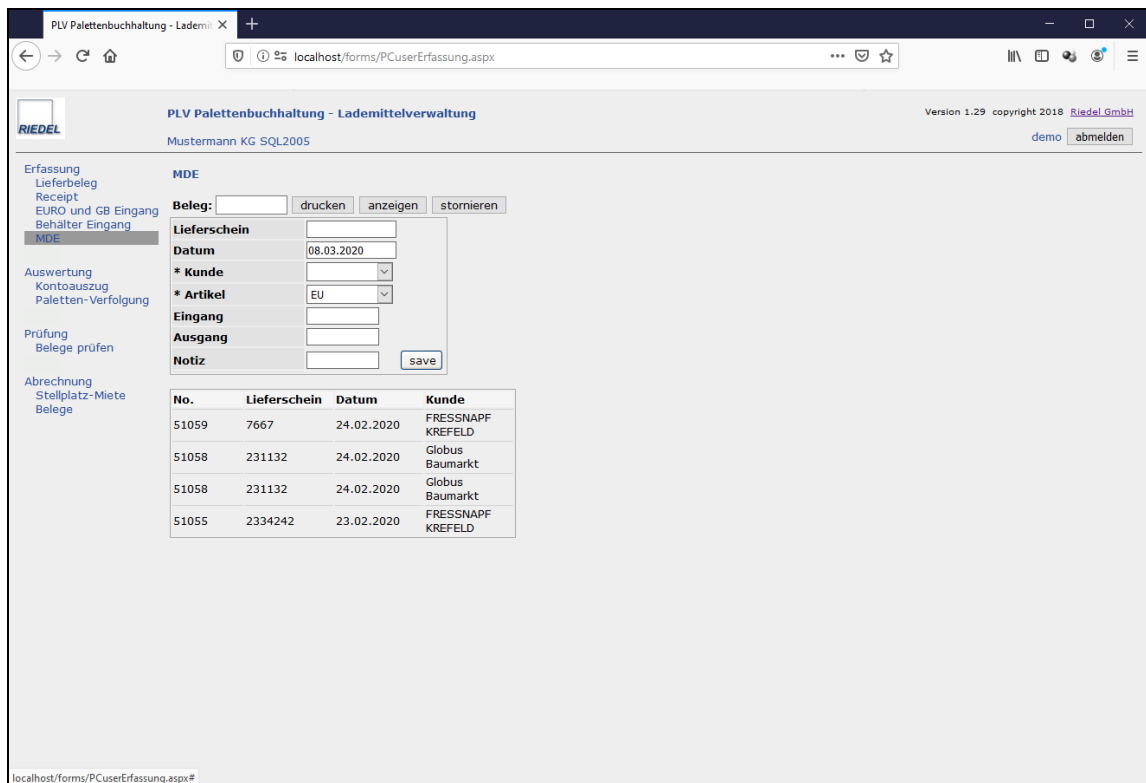 PLV Palettenbuchhaltung - Ladem
localhost/forms/PCuserErfassung.aspx
RIEDEL
PLV Palettenbuchhaltung - Lademittelverwaltung
Version 1.29 copyright 2018 Riedel GmbH
Mustermann KG SQL2005
demo abmelden
Erfassung
Lieferbeleg
Receipt
EURO und GB Eingang
Behälter Eingang
MDE
Auswertung
Kontoauszug
Paletten-Verfolgung
Prüfung
Belege prüfen
Abrechnung
Stellplatz-Miete
Belege
MDE
Beleg: drucken anzeigen stornieren
Lieferschein
Datum 08.03.2020
* Kunde
* Artikel EU
Eingang
Ausgang
Notiz save
No. Lieferschein Datum Kunde
51059 7667 24.02.2020 FRESSNAPF
KREFELD
51058 231132 24.02.2020 Globus
Baumarkt
51058 231132 24.02.2020 Globus
Baumarkt
51055 2334242 23.02.2020 FRESSNAPF
KREFELD
localhost/forms/PCuserErfassung.aspx#